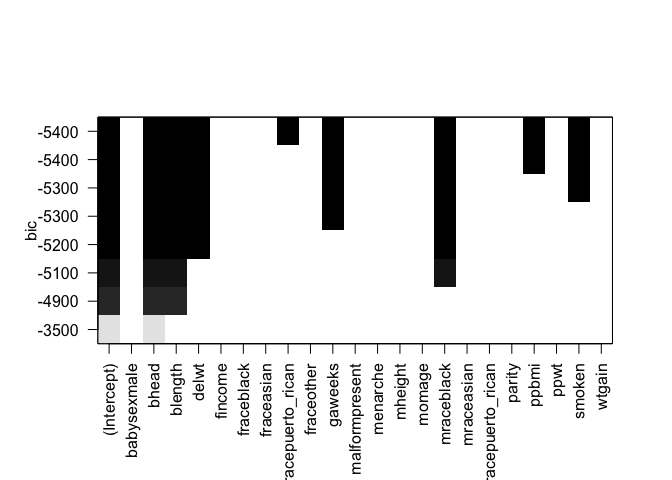 bic
-5400
-5400
-5300
-5300
-5200
-5100
-4900
-3500
(Intercept)
babysexmale
bhead
blength
delwt
fincome
fraceblack
fraceasian
racepuerto_rican
fraceother
gaweeks
malformpresent
menarche
mheight
momage
mraceblack
mraceasian
racepuerto_rican
parity
ppbmi
ppwt
smoken
wtgain